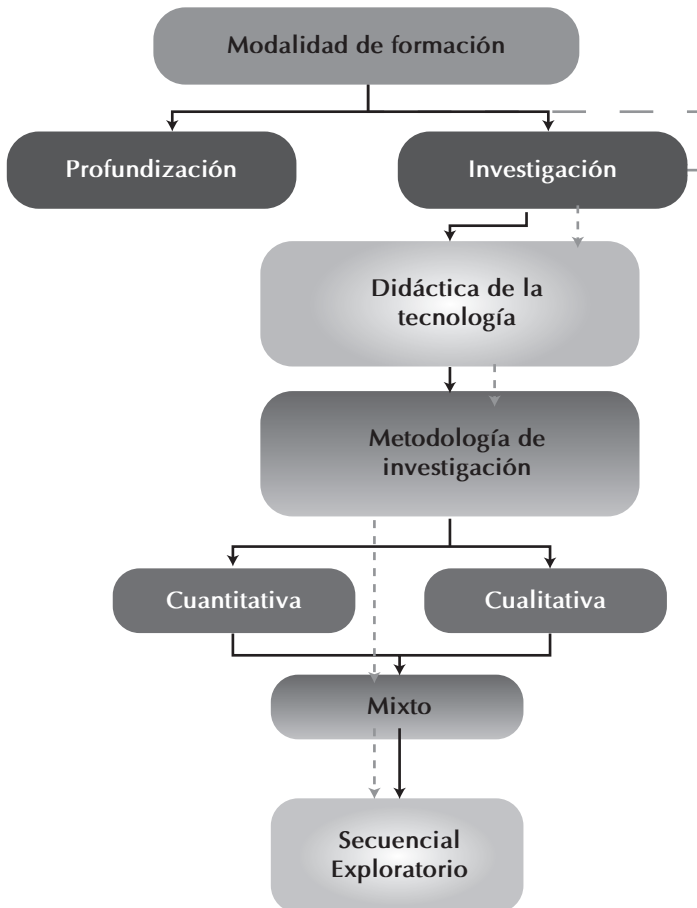 Modalidad de formación
Profundización
Investigación
Didáctica de la
tecnología
Metodología de
investigación
Cuantitativa
Cualitativa
Mixto
Secuencial
Exploratorio